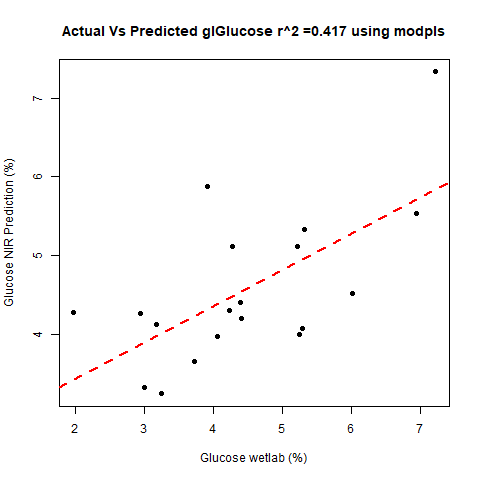 Actual Vs Predicted glGlucose r^2 =0.417 using modpls
7
6
5
4
Glucose NIR Prediction (%)
2 3 4 5 6 7
Glucose wetlab (%)